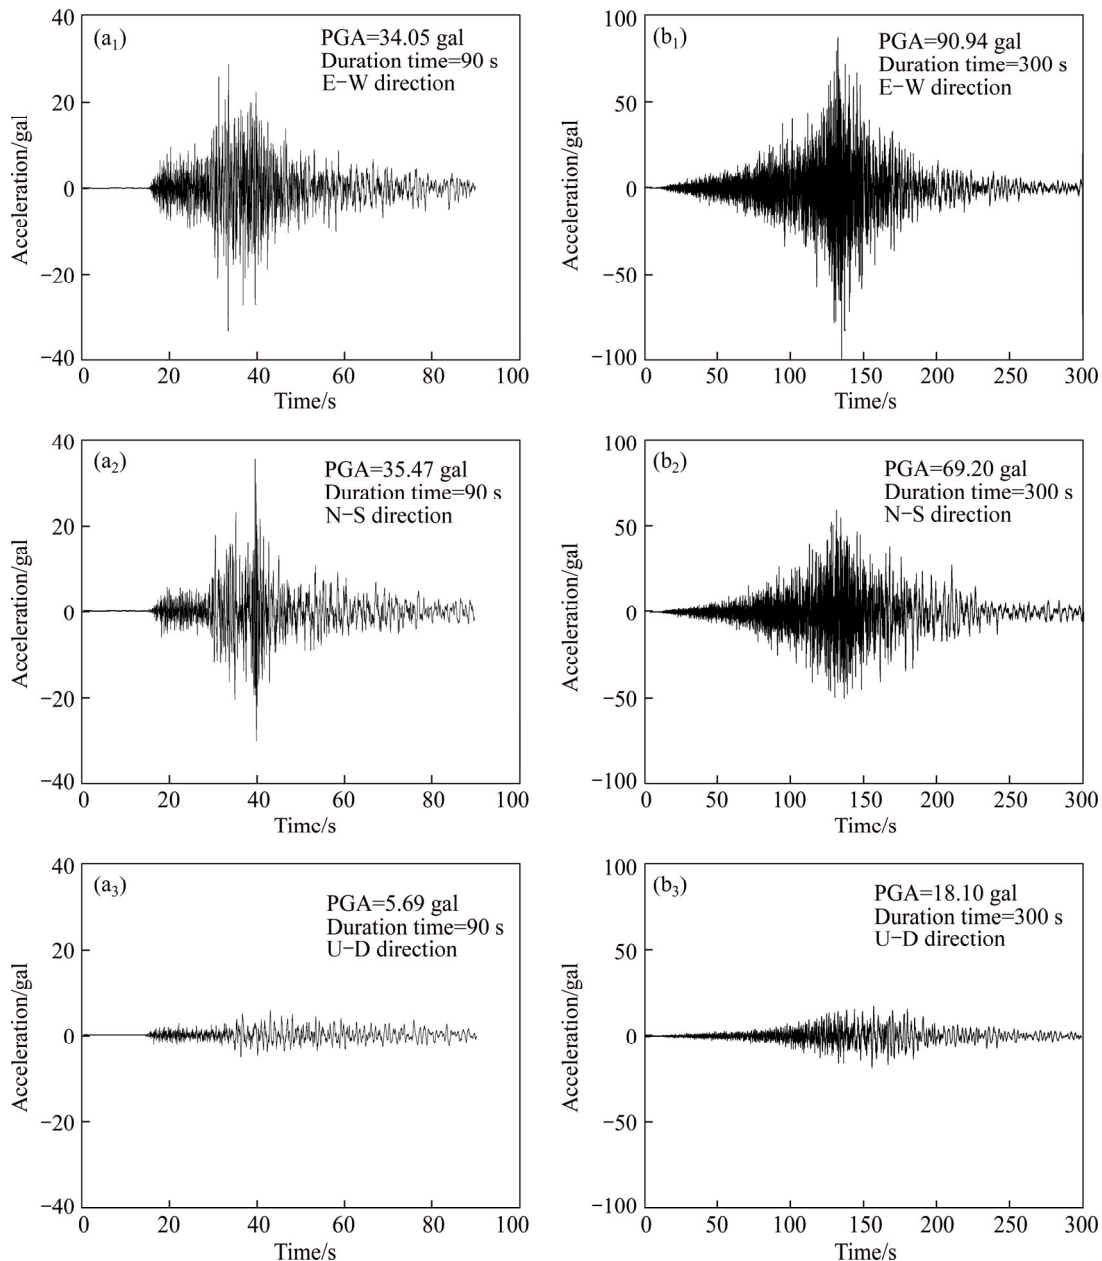 (a1)
PGA=34.05 gal
Duration time=90 s
E−W direction
40
20
0
−20
−40
Acceleration/gal
0 20 40 60 80 100
Time/s
(b1)
PGA=90.94 gal
Duration time=300 s
E−W direction
100
50
0
−50
−100
Acceleration/gal
0 50 100 150 200 250 300
Time/s
(a2)
PGA=35.47 gal
Duration time=90 s
N−S direction
40
20
0
−20
−40
Acceleration/gal
0 20 40 60 80 100
Time/s
(b2)
PGA=69.20 gal
Duration time=300 s
N−S direction
100
50
0
−50
−100
Acceleration/gal
0 50 100 150 200 250 300
Time/s
(a3)
PGA=5.69 gal
Duration time=90 s
U−D direction
40
20
0
−20
−40
Acceleration/gal
0 20 40 60 80 100
Time/s
(b3)
PGA=18.10 gal
Duration time=300 s
U−D direction
100
50
0
−50
−100
Acceleration/gal
0 50 100 150 200 250 300
Time/s